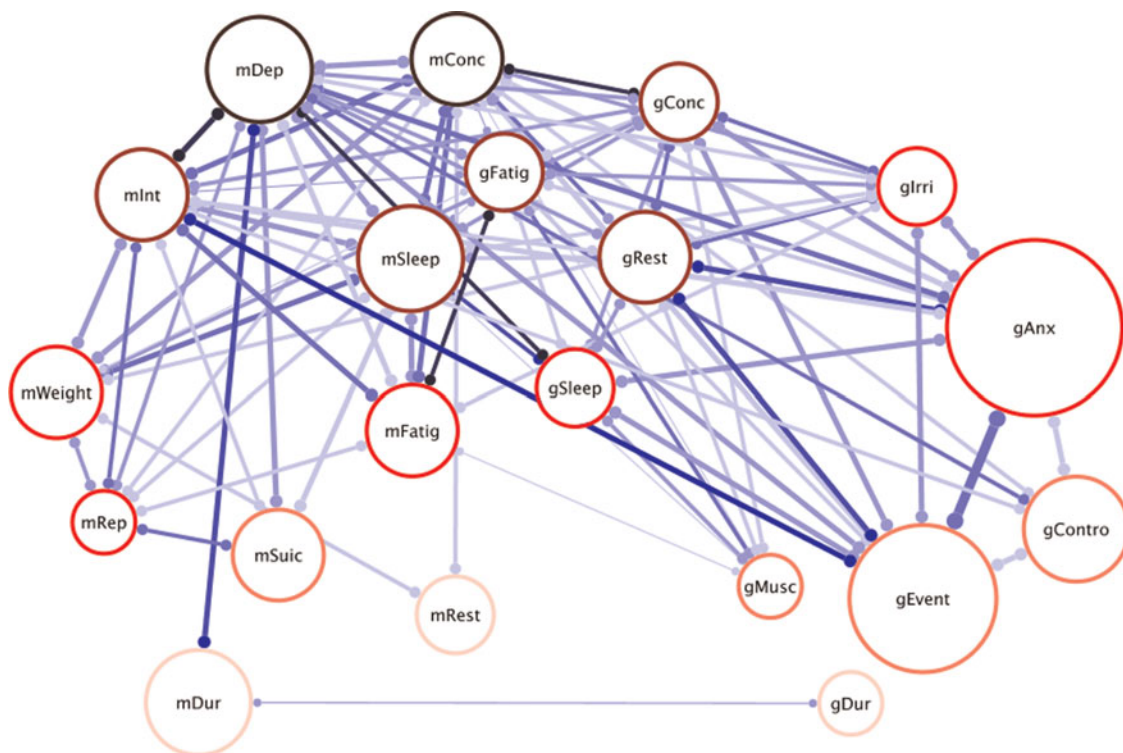 mDep
mConc
gConc
gFatig
gIrri
mInt
mSleep
gRest
gAnx
mWeight
gSleep
mFatig
mRep
mSuic
gContro
mRest
gMusc
gEvent
mDur
gDur